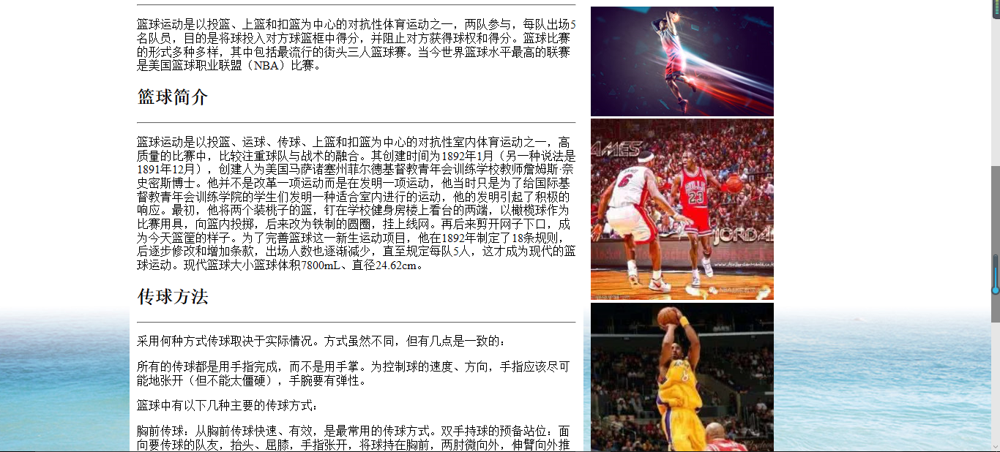 篮球运动是以投篮、上篮和扣篮为中心的对抗性体育运动之一，两队参与，每队出场5
名队员，目的是将球投入对方球篮框中得分，并阻止对方获得球权和得分。篮球比赛
的形式多种多样，其中包括最流行的街头三人篮球赛。当今世界篮球水平最高的联赛
是美国篮球职业联盟（NBA）比赛。
篮球简介
篮球运动是以投篮、运球、传球、上篮和扣篮为中心的对抗性室内体育运动之一，高
质量的比赛中，比较注重球队与战术的融合。其创建时间为1892年1月（另一种说法是
1891年12月），创建人为美国马萨诸塞州菲尔德基督教青年会训练学校教师詹姆斯·奈
史密斯博士。他并不是改革一项运动而是在发明一项运动，他当时只是为了给国际基
督教青年会训练学院的学生们发明一种适合室内进行的运动，他的发明引起了积极的
响应。最初，他将两个装桃子的篮，钉在学校健身房楼上看台的两端，以橄榄球作为
比赛用具，向篮内投掷，后来改为铁制的圆圈，挂上线网。再后来剪开网子下口，成
为今天篮筐的样子。为了完善篮球这一新生运动项目，他在1892年制定了18条规则，
后逐步修改和增加条款，出场人数也逐渐减少，直至规定每队5人，这才成为现代的篮
球运动。现代篮球大小篮球体积7800mL、直径24.62cm。
传球方法
采用何种方式传球取决于实际情况。方式虽然不同，但有几点是一致的：
所有的传球都是用手指完成，而不是用手掌。为控制球的速度、方向，手指应该尽可
能地张开（但不能太僵硬），手腕要有弹性。
篮球中有以下几种主要的传球方式：
胸前传球：从胸前传球快速、有效，是最常用的传球方式。双手持球的预备站位：面
向要传球的队友，抬头、屈膝，手指张开，将球持在胸前，两肘微向外，伸臂向外推
AMES
6
BULLS
23
JORDAN